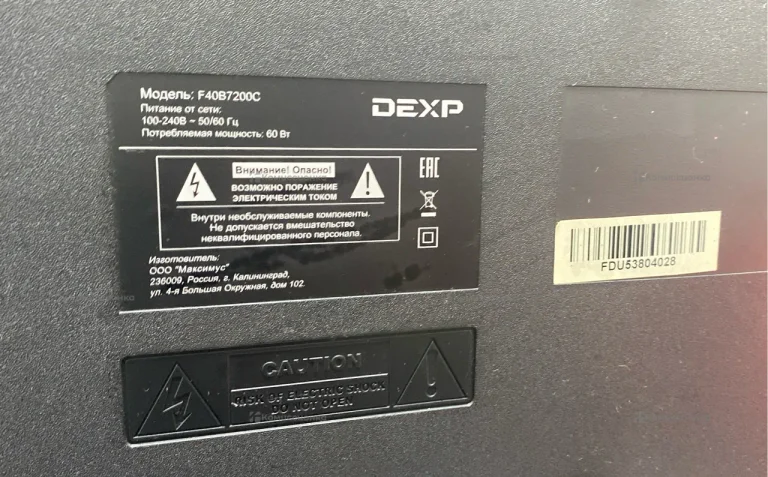 Модель: F40B7200C
Питание от сети:
100-240В ~ 50/60 Гц
Потребляемая мощность: 60 Вт
DEXP
Внимание! Опасно!
ВОЗМОЖНО ПОРАЖЕНИЕ
ЭЛЕКТРИЧЕСКИМ ТОКОМ
Внутри необслуживаемые компоненты.
Не допускается вмешательство
неквалифицированного персонала.
EAC
Изготовитель:
ООО "Максимус"
236009, Россия, г. Калининград,
ул. 4-я Большая Окружная, дом 102.
FDU53804028
CAUTION
RISK OF ELECTRIC SHOCK
DO NOT OPEN